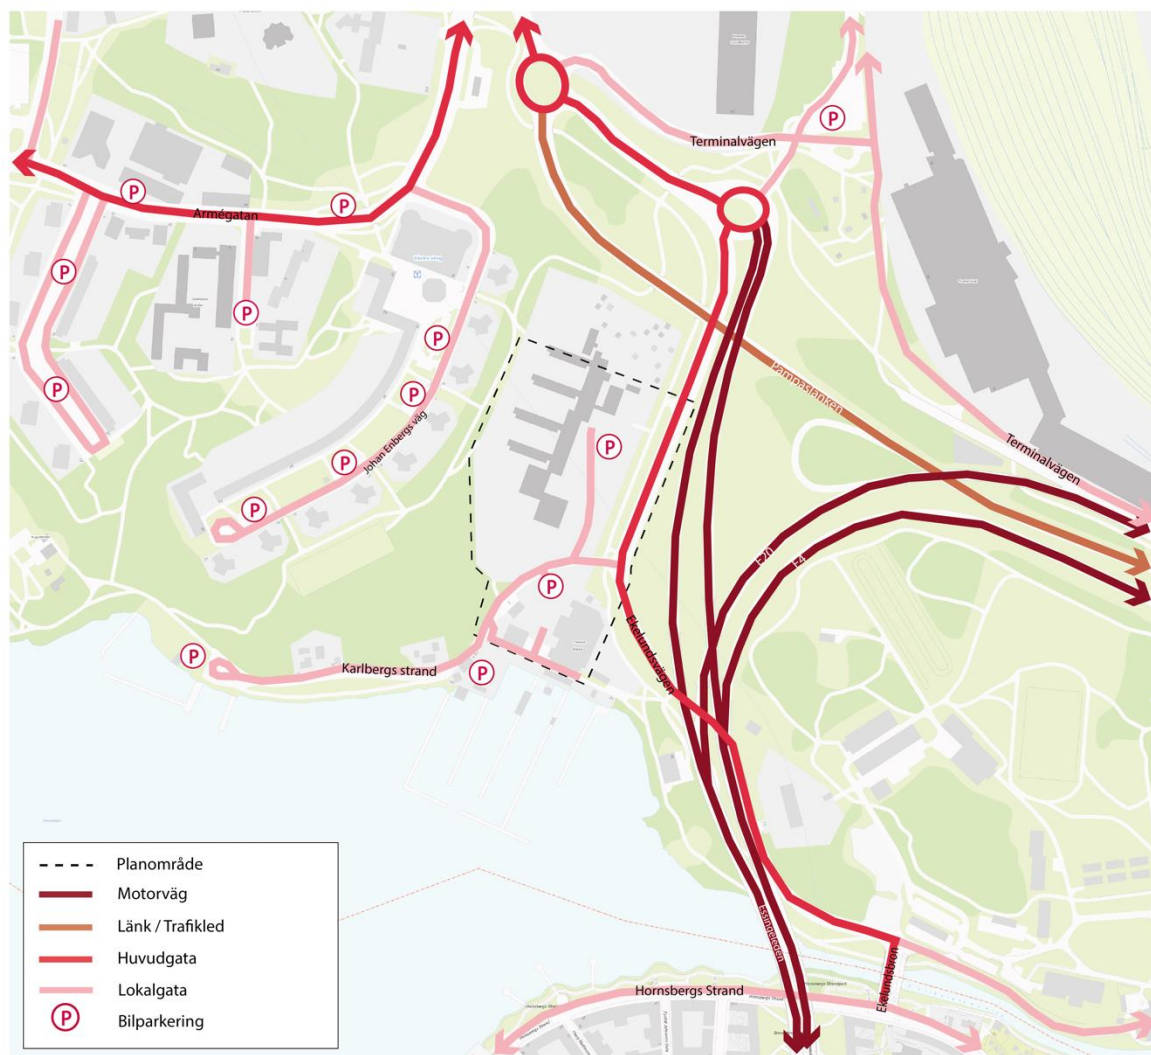 Terminalvägen
P
P
P
Armégatan
P
P
P
P
P
Pampaslänken
P
P
Johan Enbergs väg
P
P
Terminalvägen
P
E20
E4
P
Ekelundsvägen
P
Karlbergs strand
P
Essingeleden
Ekelundsbron
Hornsbergs Strand
Planområde
Motorväg
Länk / Trafikled
Huvudgata
Lokalgata
P Bilparkering